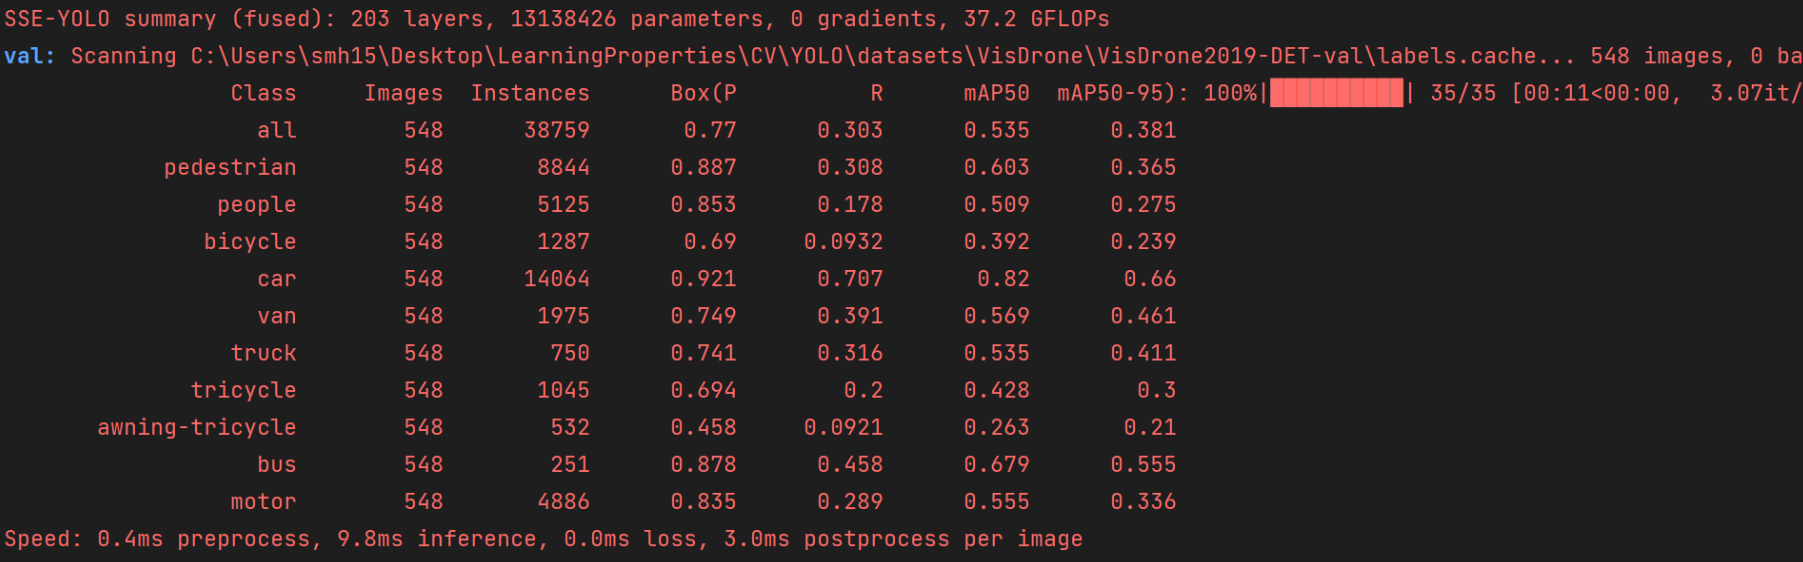 SSE-YOLO summary (fused): 203 layers, 13138426 parameters, 0 gradients, 37.2 GFLOPs
val: Scanning C:\Users\smh15\Desktop\LearningProperties\CV\YOLO\datasets\VisDrone\VisDrone2019-DET-val\labels.cache... 548 images, 0 ba
Class Images Instances Box(P R mAP50 mAP50-95): 100%|██████████| 35/35 [00:11<00:00, 3.07it/
all 548 38759 0.77 0.303 0.535 0.381
pedestrian 548 8844 0.887 0.308 0.603 0.365
people 548 5125 0.853 0.178 0.509 0.275
bicycle 548 1287 0.69 0.0932 0.392 0.239
car 548 14064 0.921 0.707 0.82 0.66
van 548 1975 0.749 0.391 0.569 0.461
truck 548 750 0.741 0.316 0.535 0.411
tricycle 548 1045 0.694 0.2 0.428 0.3
awning-tricycle 548 532 0.458 0.0921 0.263 0.21
bus 548 251 0.878 0.458 0.679 0.555
motor 548 4886 0.835 0.289 0.555 0.336
Speed: 0.4ms preprocess, 9.8ms inference, 0.0ms loss, 3.0ms postprocess per image